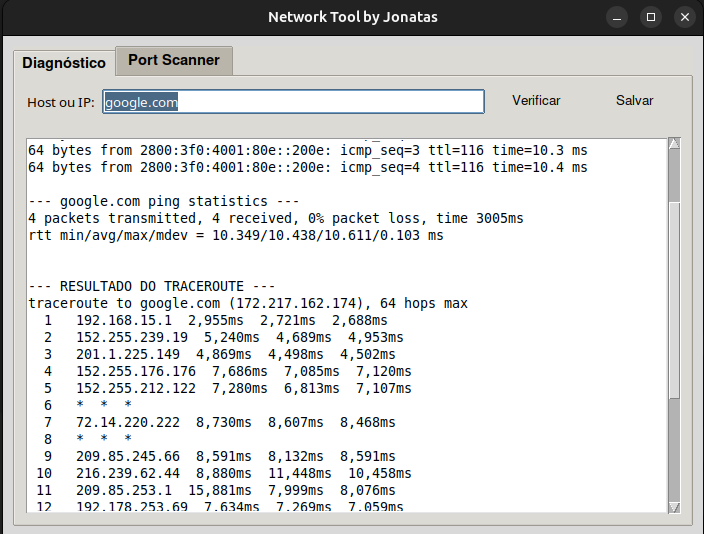 Network Tool by Jonatas
Diagnóstico
Port Scanner
Host ou IP: google.com Verificar Salvar
64 bytes from 2800:3f0:4001:80e::200e: icmp_seq=3 ttl=116 time=10.3 ms
64 bytes from 2800:3f0:4001:80e::200e: icmp_seq=4 ttl=116 time=10.4 ms
--- google.com ping statistics ---
4 packets transmitted, 4 received, 0% packet loss, time 3005ms
rtt min/avg/max/mdev = 10.349/10.438/10.611/0.103 ms
--- RESULTADO DO TRACEROUTE ---
traceroute to google.com (172.217.162.174), 64 hops max
1 192.168.15.1 2,955ms 2,721ms 2,688ms
2 152.255.239.19 5,240ms 4,689ms 4,953ms
3 201.1.225.149 4,869ms 4,498ms 4,502ms
4 152.255.176.176 7,686ms 7,085ms 7,120ms
5 152.255.212.122 7,280ms 6,813ms 7,107ms
6 * * *
7 72.14.220.222 8,730ms 8,607ms 8,468ms
8 * * *
9 209.85.245.66 8,591ms 8,132ms 8,591ms
10 216.239.62.44 8,880ms 11,448ms 10,458ms
11 209.85.253.1 15,881ms 7,999ms 8,076ms
12 192.178.253.69 7,634ms 7,269ms 7,059ms